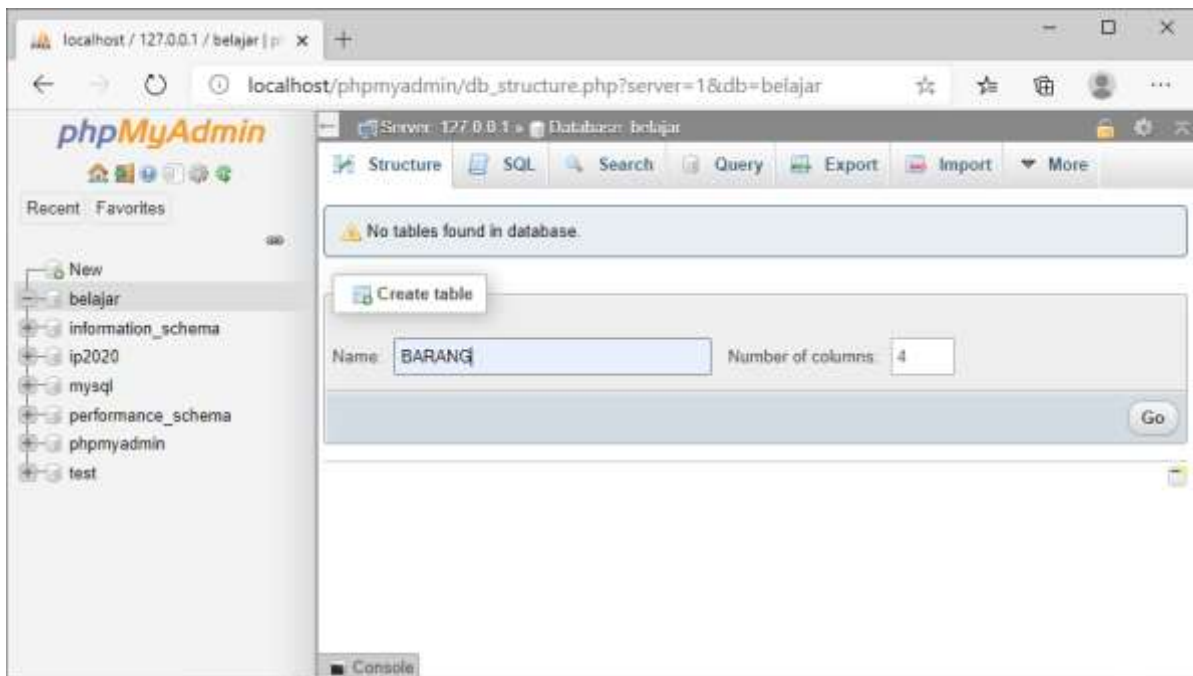 localhost / 127.0.0.1 / belajar | p
localhost/phpmyadmin/db_structure.php?server=1&db=belajar
phpMyAdmin
Recent Favorites
New
belajar
information_schema
ip2020
mysql
performance_schema
phpmyadmin
test
Server: 127.0.0.1 » Database: belajar
Structure SQL Search Query Export Import More
No tables found in database.
Create table
Name: BARANG Number of columns: 4
Go
Console